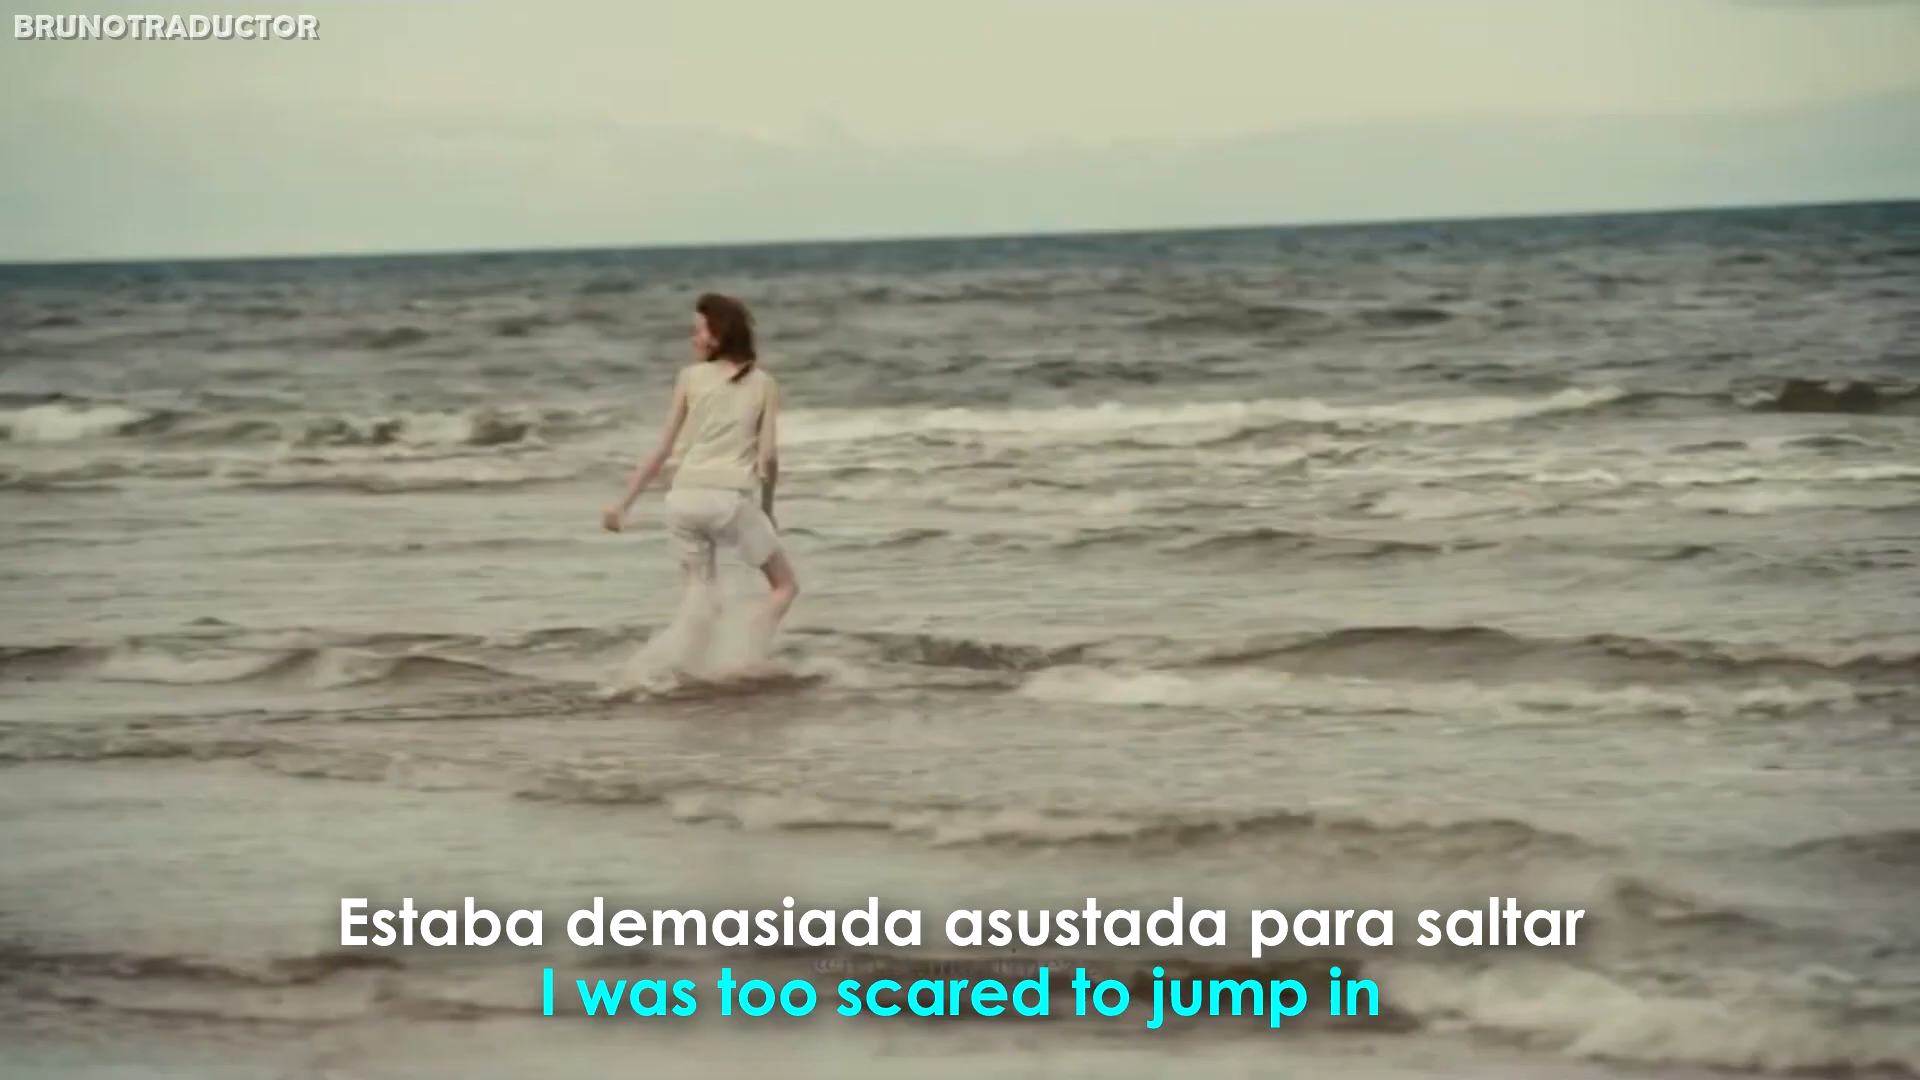 BRUNOTRADUCTOR
Estaba demasiada asustada para saltar
I was too scared to jump in